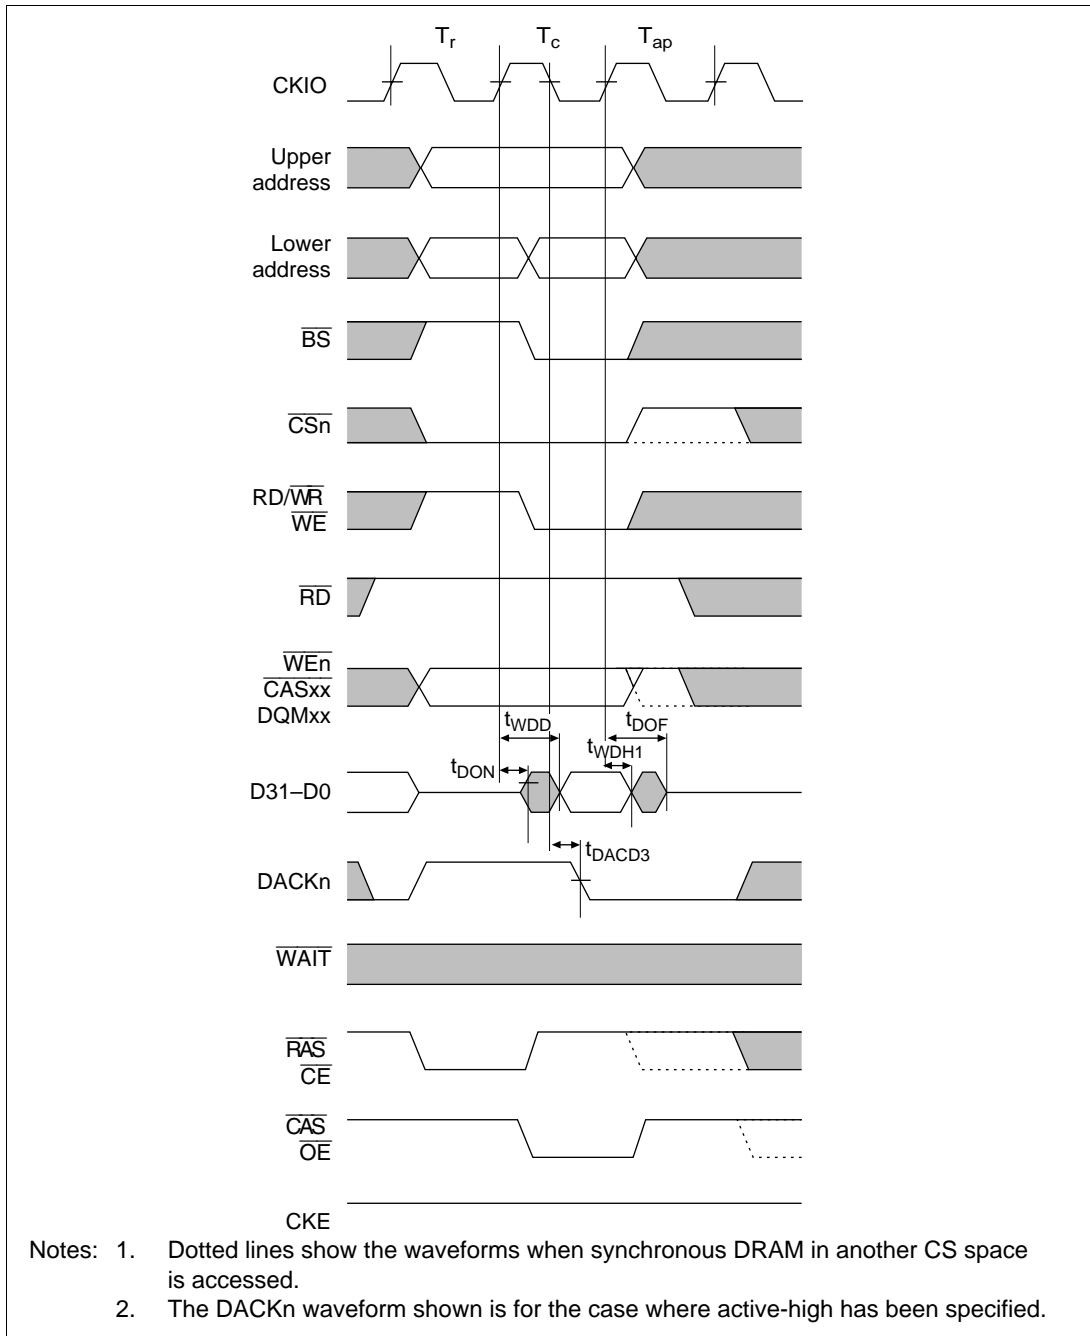 Tr Tc Tap
CKIO
Upper
address
Lower
address
BS
CSn
RD/WR
WE
RD
WEn
CASxx
DQMxx
tWDD tDOF
tWDH1
tDON
D31–D0
tDACD3
DACKn
WAIT
RAS
CE
CAS
OE
CKE
Notes: 1. Dotted lines show the waveforms when synchronous DRAM in another CS space
is accessed.
2. The DACKn waveform shown is for the case where active-high has been specified.